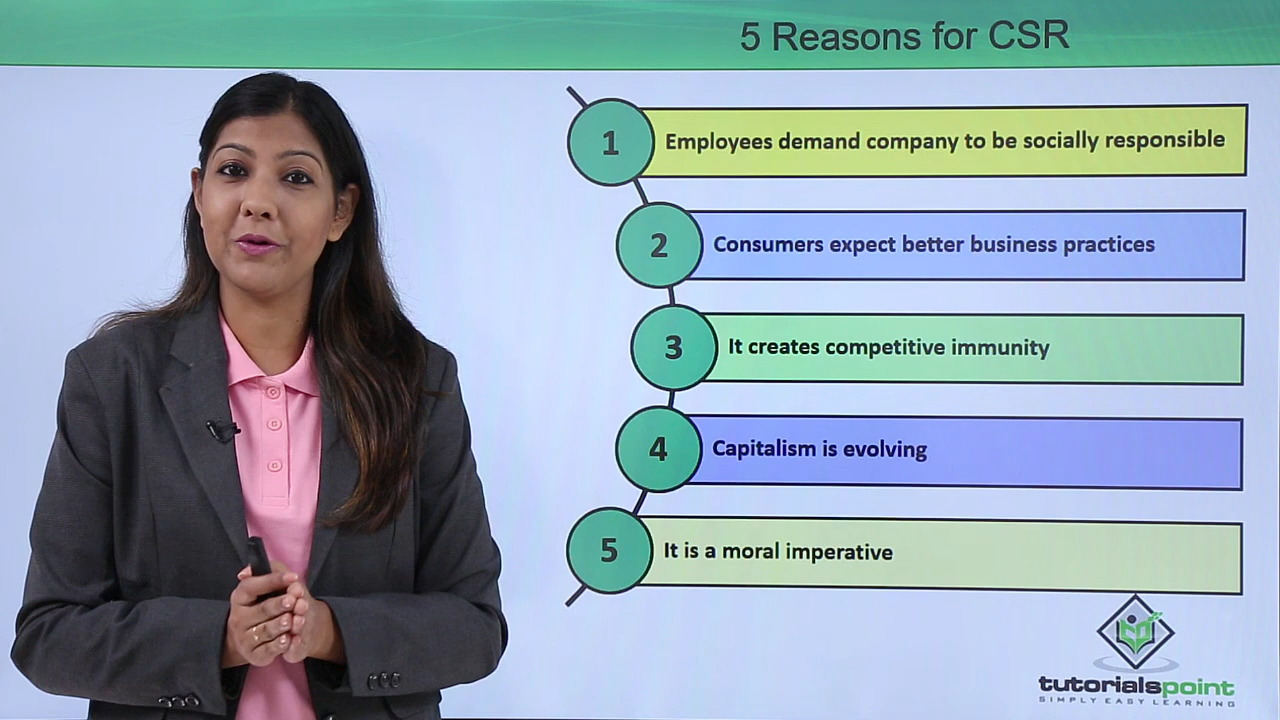 5 Reasons for CSR
1 Employees demand company to be socially responsible
2 Consumers expect better business practices
3 It creates competitive immunity
4 Capitalism is evolving
5 It is a moral imperative
tutorialspoint
SIMPLY EASY LEARNING